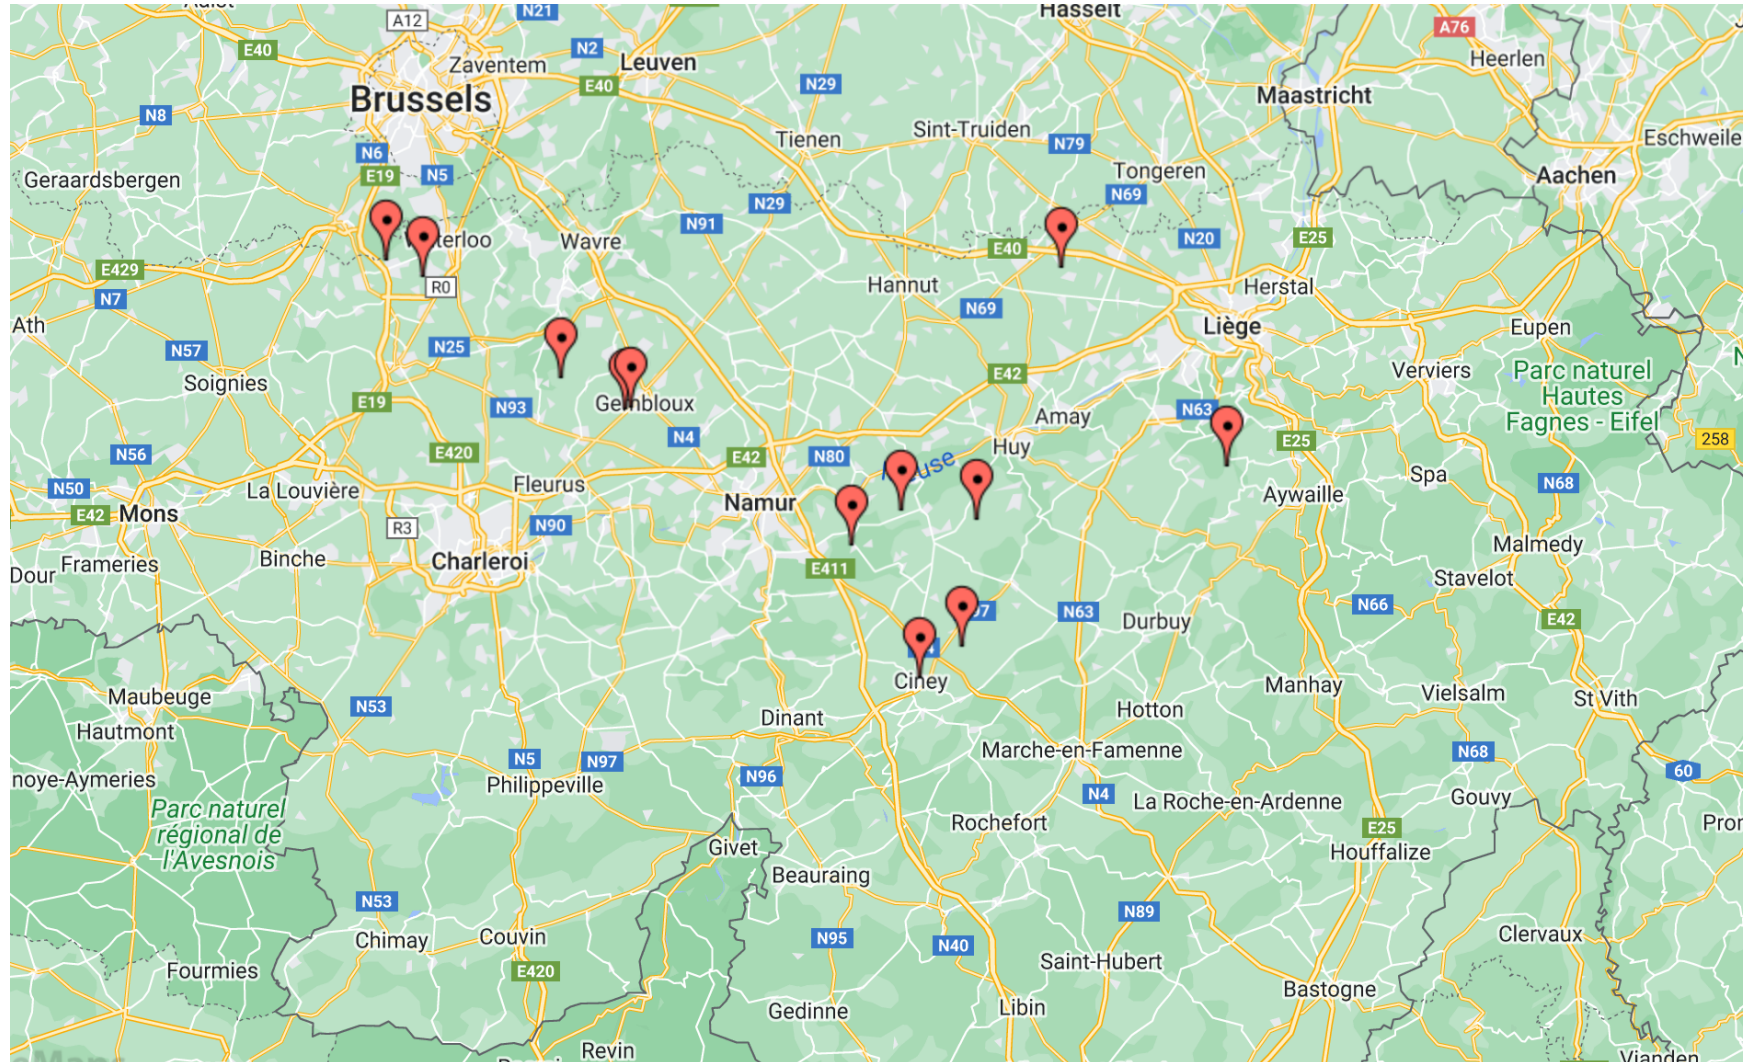 Hasselt
A12
N21
A76
E40
N2
Zaventem
Leuven
Heerlen
E40
N29
Brussels
Maastricht
N8
Tienen
Sint-Truiden
N79
Eschweile
N6
Tongeren
Aachen
E19
N5
Geraardsbergen
N69
N29
N91
Waterloo
Wavre
E40
N20
E25
E429
Hannut
Herstal
R0
N7
N69
Ath
Liège
Eupen
N57
N25
Verviers
Parc naturel
Hautes
Fagnes - Eifel
Soignies
E42
E19
N93
Gembloux
Amay
N63
N4
Huy
E25
258
N56
E420
E42
N80
Meuse
Spa
N50
La Louvière
Fleurus
Namur
Aywaille
N68
E42
Mons
R3
N90
Malmedy
Binche
Charleroi
Frameries
Dour
E411
Stavelot
N66
N63
Durbuy
E42
N4
Ciney
Manhay
Vielsalm
St Vith
Maubeuge
N53
Hautmont
Dinant
Hotton
Marche-en-Famenne
N5
N97
N68
noye-Aymeries
Philippeville
N96
60
N4
La Roche-en-Ardenne
Gouvy
Parc naturel
régional de
l'Avesnois
Rochefort
E25
Givet
Houffalize
Beauraing
N53
N89
Chimay
Couvin
N95
N40
Clervaux
Fourmies
E420
Saint-Hubert
Bastogne
Gedinne
Libin
Revin
Vianden